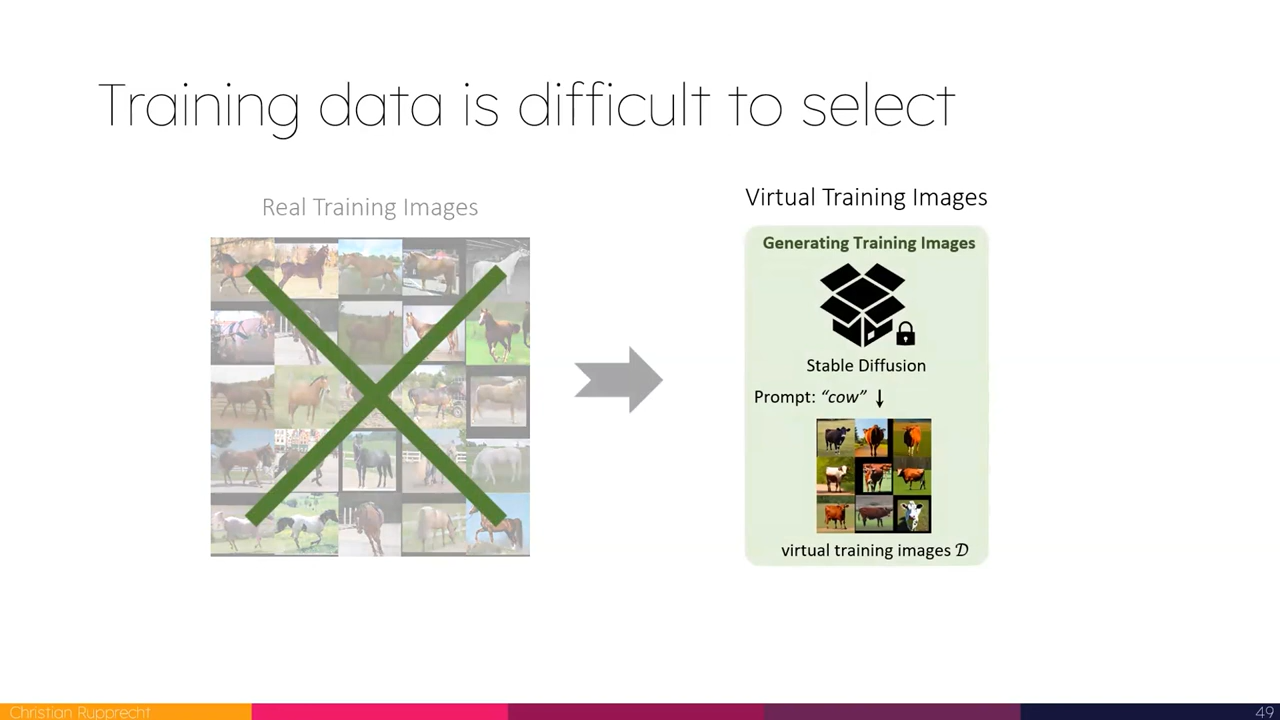 Training data is difficult to select
Real Training Images
Virtual Training Images
Generating Training Images
Stable Diffusion
Prompt: “cow” ↓
virtual training images 𝒟
Christian Rupprecht
49